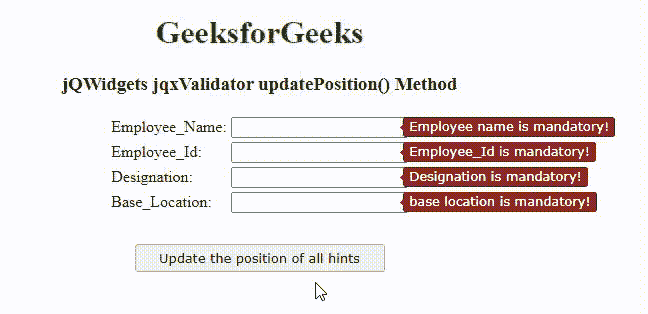 GeeksforGeeks
jQWidgets jqxValidator updatePosition() Method
Employee_Name: Employee name is mandatory!
Employee_Id: Employee_Id is mandatory!
Designation: Designation is mandatory!
Base_Location: base location is mandatory!
Update the position of all hints